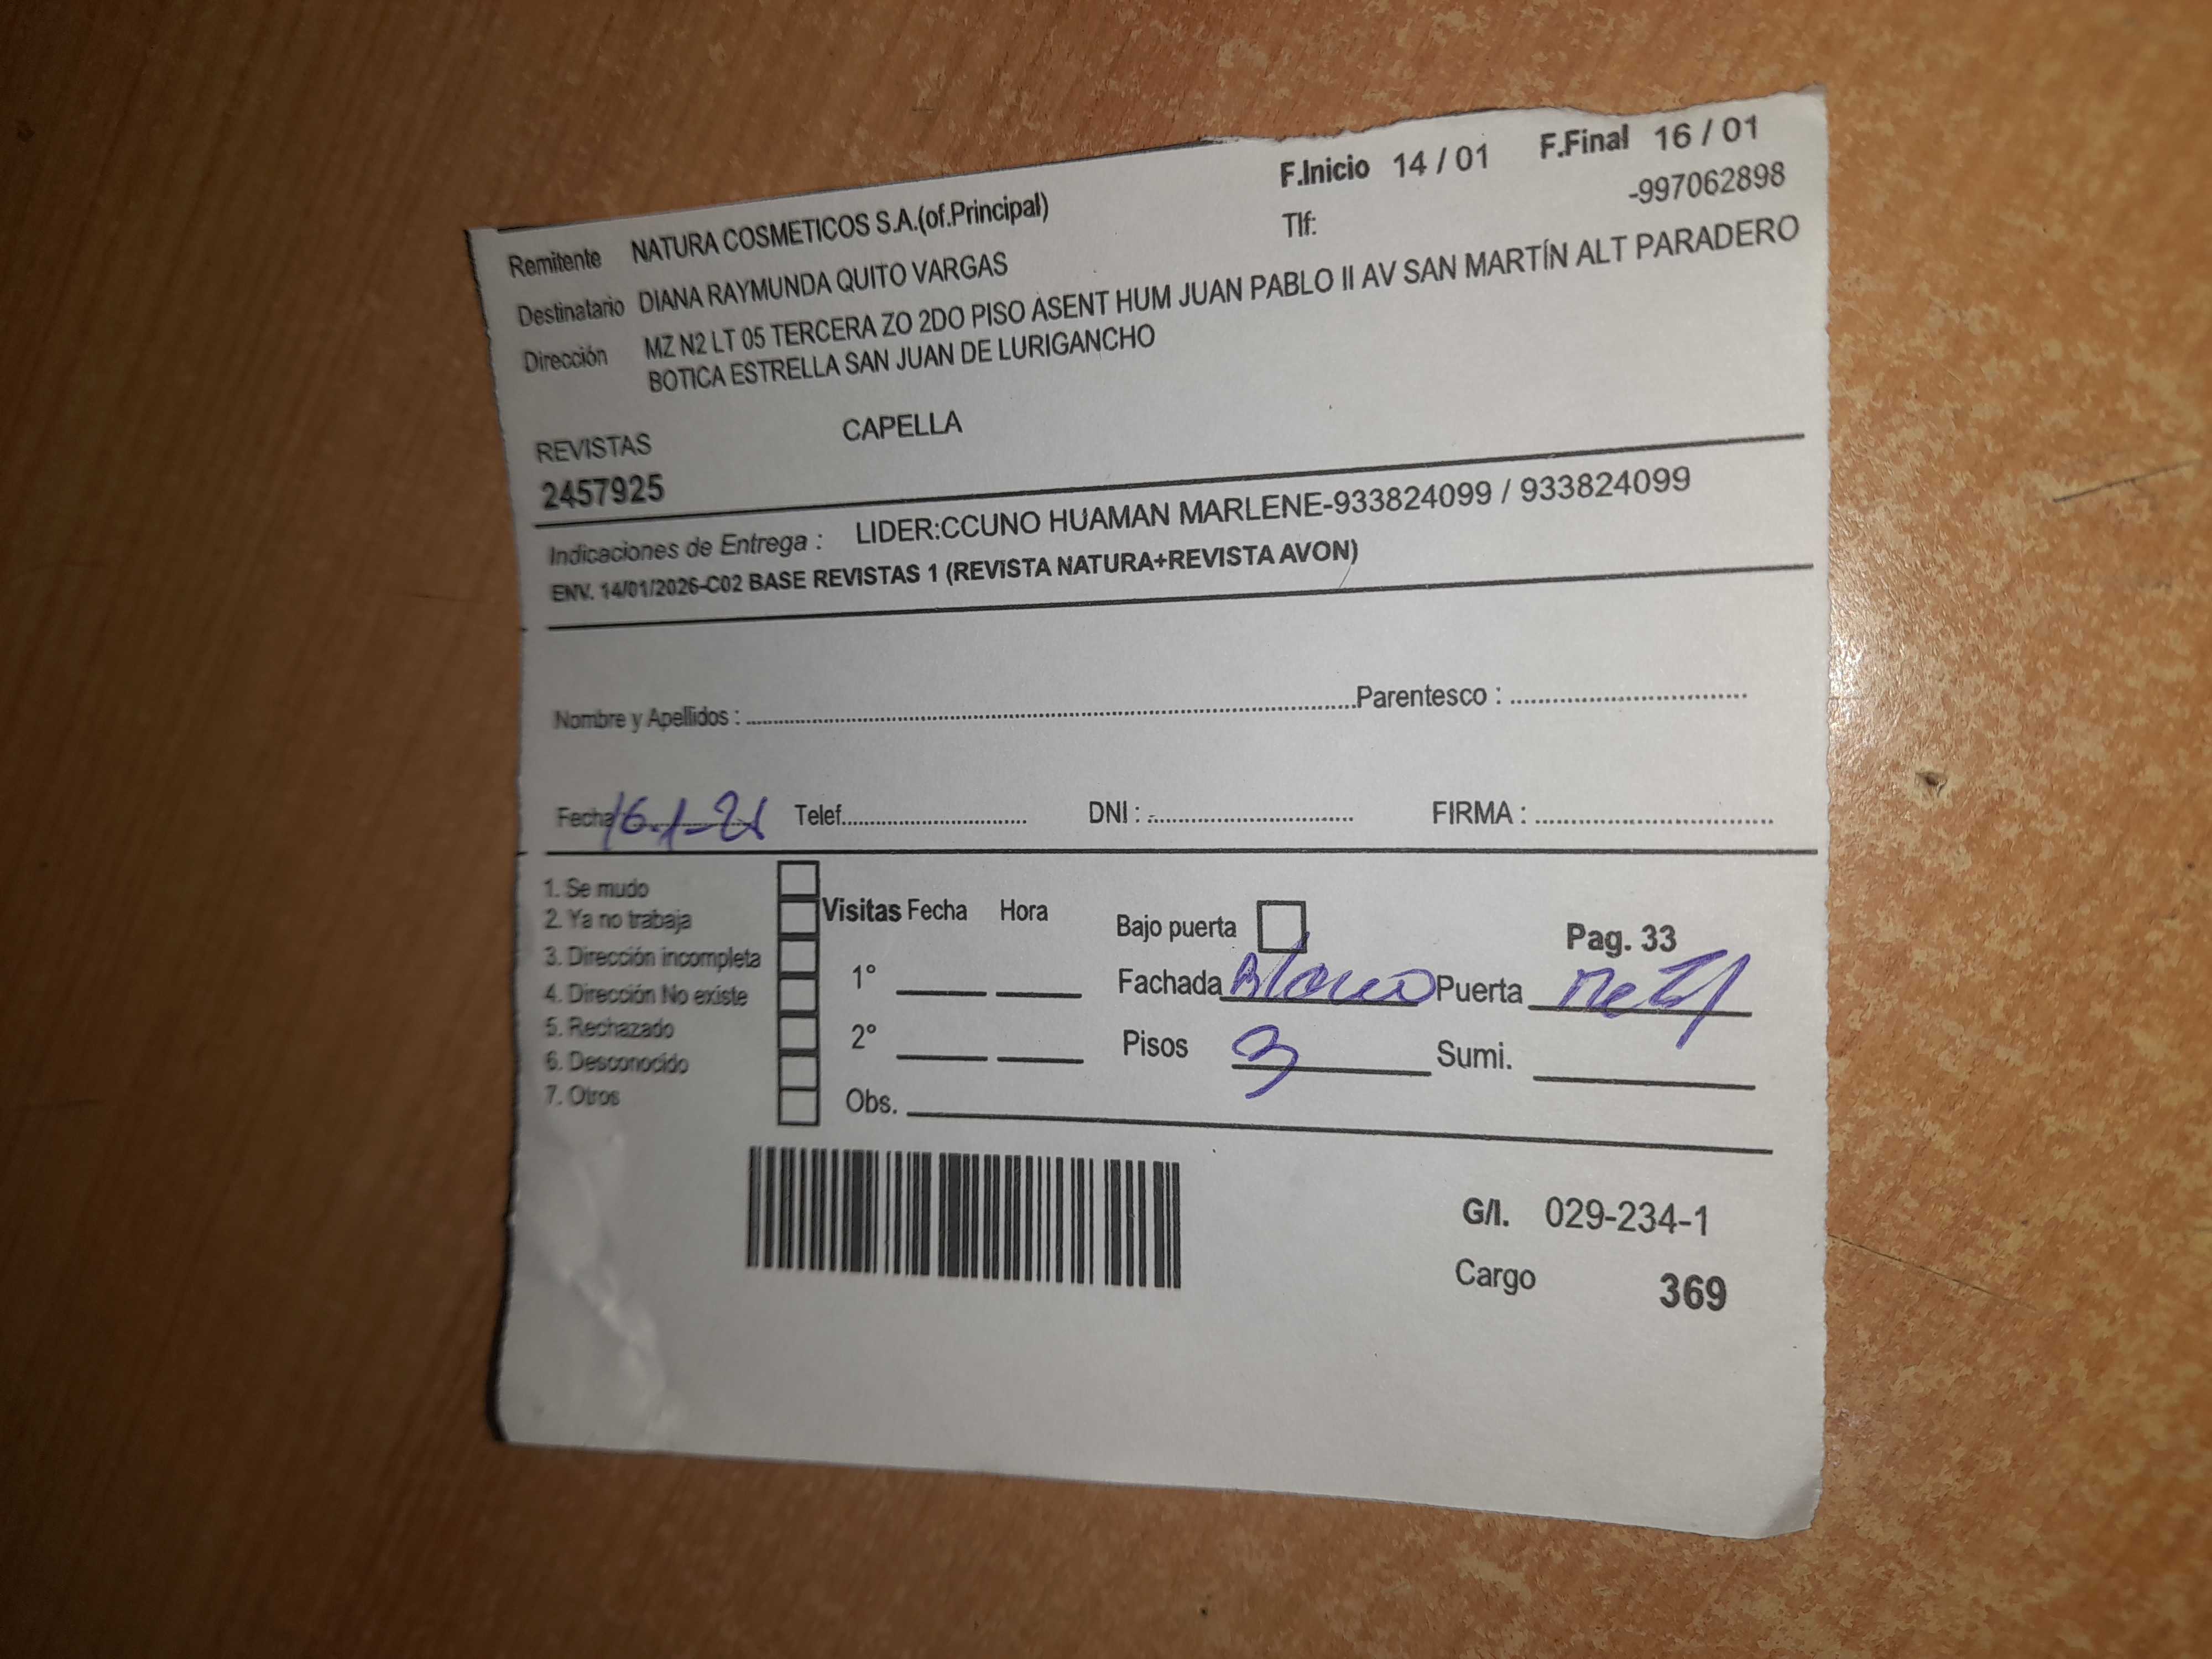 F.Inicio 14 / 01 F.Final 16 / 01
Remitente NATURA COSMETICOS S.A.(of.Principal) Tlf: -997062898
Destinatario DIANA RAYMUNDA QUITO VARGAS
Dirección MZ N2 LT 05 TERCERA ZO 2DO PISO ASENT HUM JUAN PABLO II AV SAN MARTÍN ALT PARADERO
BOTICA ESTRELLA SAN JUAN DE LURIGANCHO
REVISTAS CAPELLA
2457925
Indicaciones de Entrega : LIDER:CCUNO HUAMAN MARLENE-933824099 / 933824099
ENV. 14/01/2026-C02 BASE REVISTAS 1 (REVISTA NATURA+REVISTA AVON)
Nombre y Apellidos : Parentesco :
Fecha Telef. DNI : FIRMA :
1. Se mudo
2. Ya no trabaja
3. Dirección incompleta
4. Dirección No existe
5. Rechazado
6. Desconocido
7. Otros
Visitas Fecha Hora
1°
2°
Obs.
Bajo puerta Pag. 33
Fachada Blanco Puerta
Pisos 3 Sumi.
G/I. 029-234-1
Cargo 369